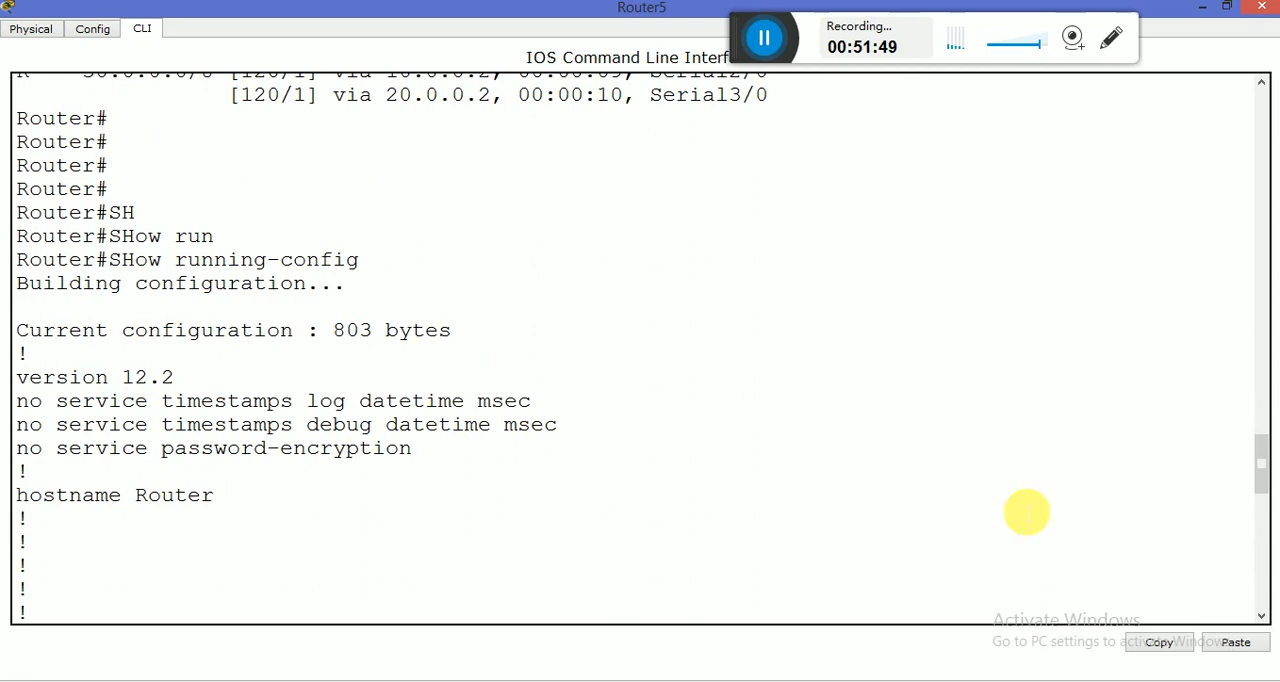 Router5
Physical
Config
CLI
Recording...
00:51:49
IOS Command Line Interf
[120/1] via 20.0.0.2, 00:00:10, Serial3/0
Router#
Router#
Router#
Router#
Router#SH
Router#SHow run
Router#SHow running-config
Building configuration...
Current configuration : 803 bytes
!
version 12.2
no service timestamps log datetime msec
no service timestamps debug datetime msec
no service password-encryption
!
hostname Router
!
!
!
!
!
Activate Windows
Go to PC settings to activate Windows.
Copy
Paste